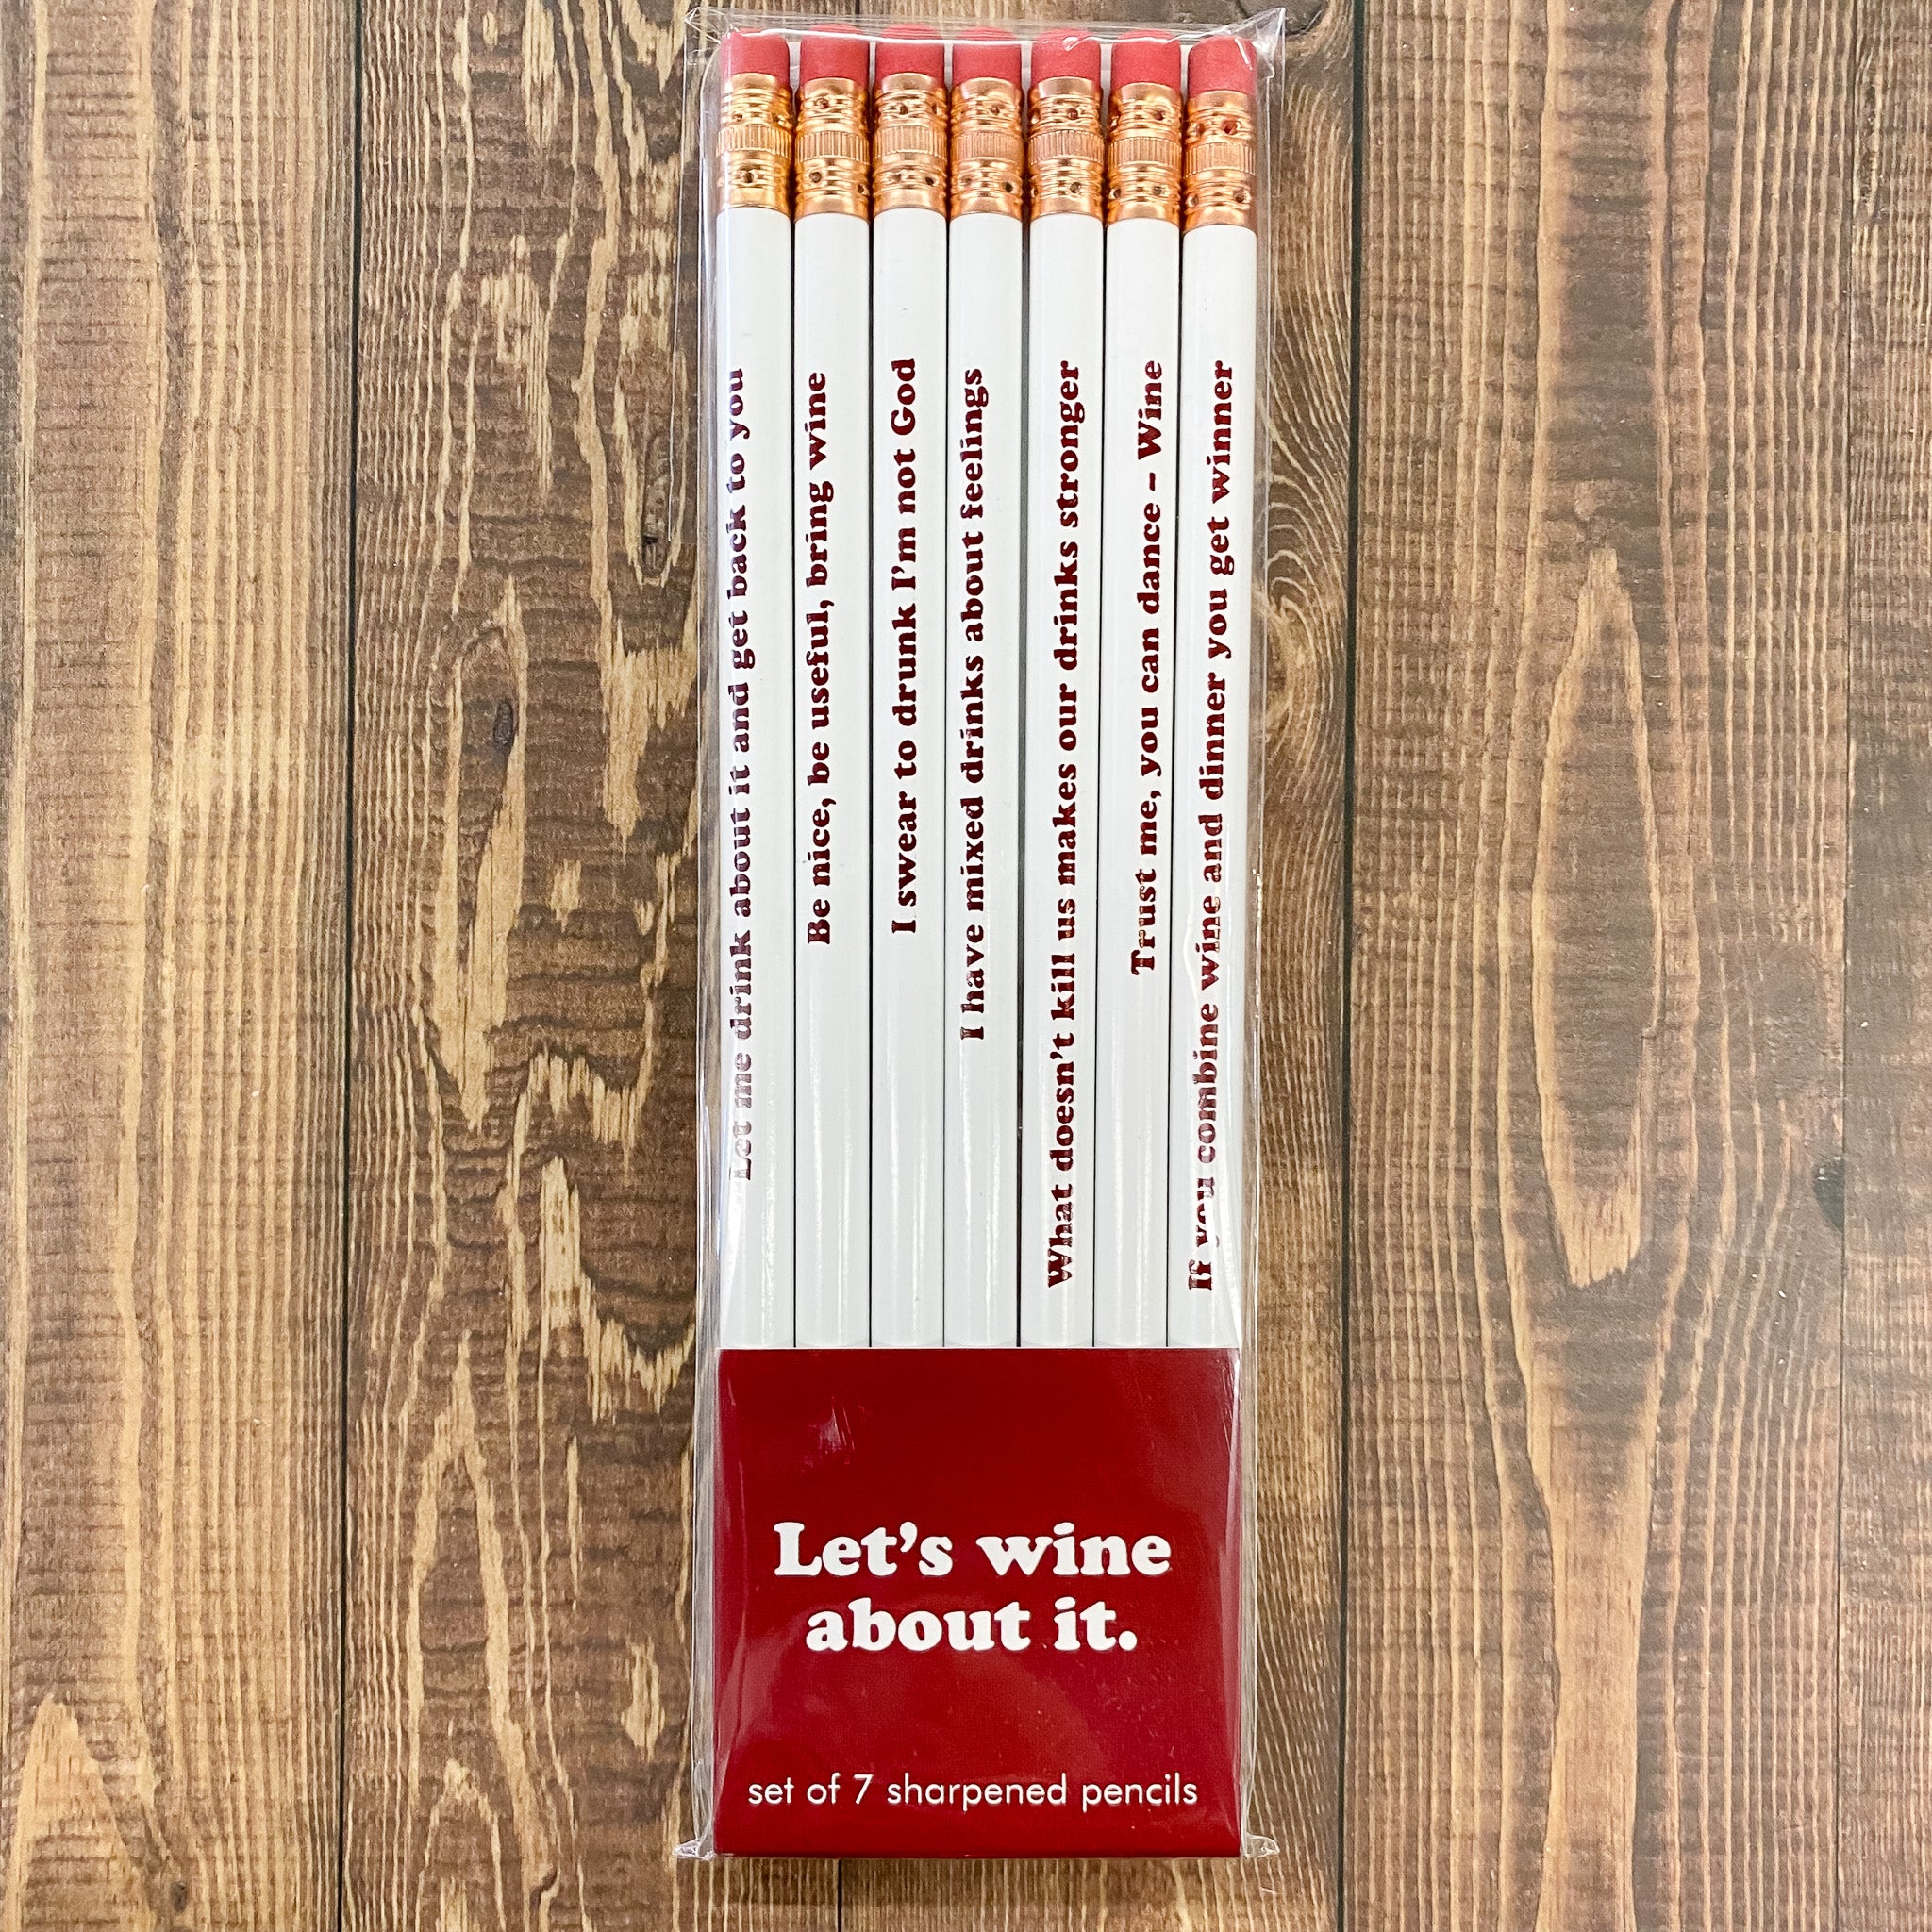 Let me drink about it and get back to you
Be nice, be useful, bring wine
I swear to drunk I'm not God
I have mixed drinks about feelings
What doesn't kill us makes our drinks stronger
Trust me, you can dance – Wine
If you combine wine and dinner you get winner
Let's wine
about it.
set of 7 sharpened pencils